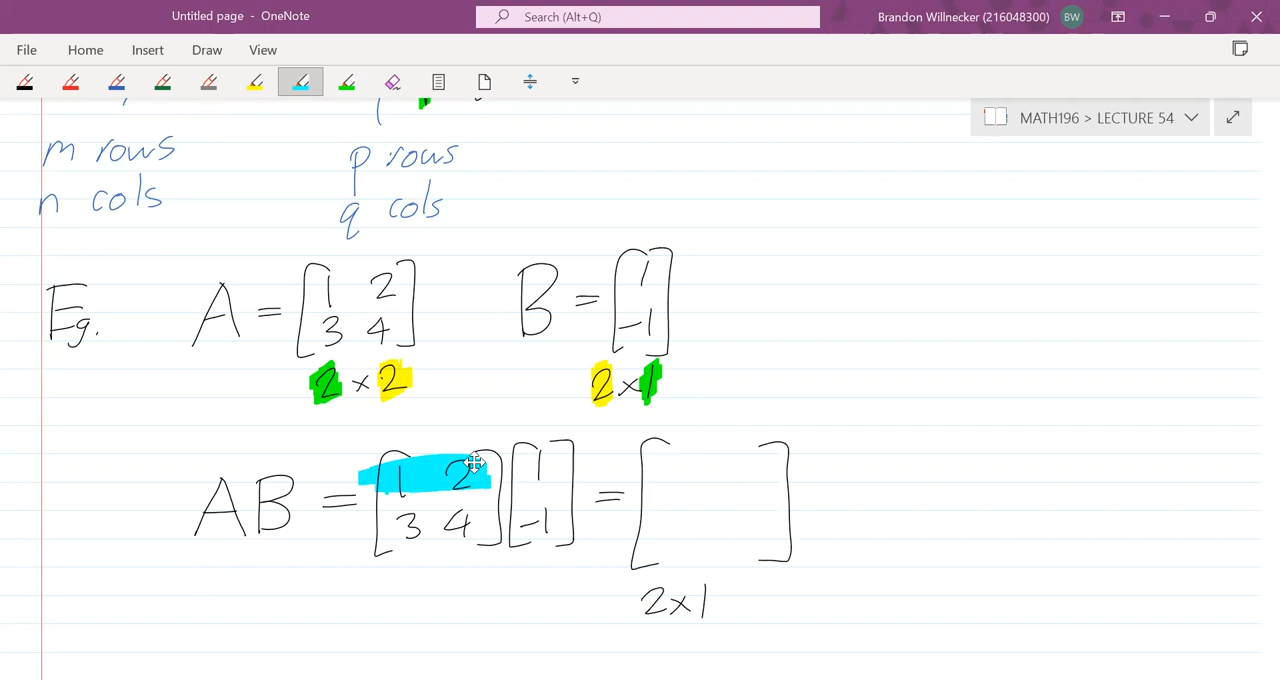 Untitled page - OneNote
Search (Alt+Q)
Brandon Willnecker (216048300)
BW
File Home Insert Draw View
MATH196 > LECTURE 54
m rows p rows
n cols q cols
Eg. A = [1 2 B = [1
3 4] -1]
2 × 2 2×1
AB = [1 2 [1 = [ ]
3 4] -1]
2×1